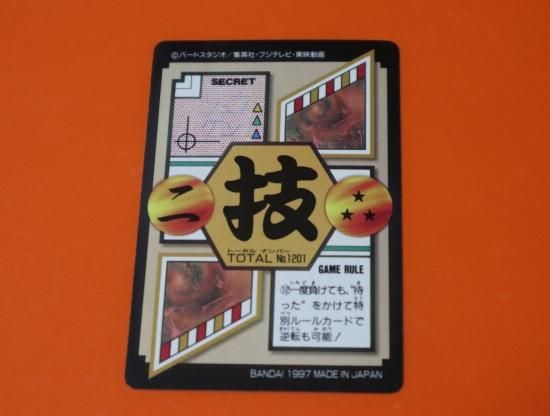 ©バードスタジオ／集英社・フジテレビ・東映動画
SECRET
二
技
トータル ナンバー
TOTAL No.1201
GAME RULE
⑫一度負けても、"待
った"をかけて特
別ルールカードで
逆転も可能！
BANDAI 1997 MADE IN JAPAN